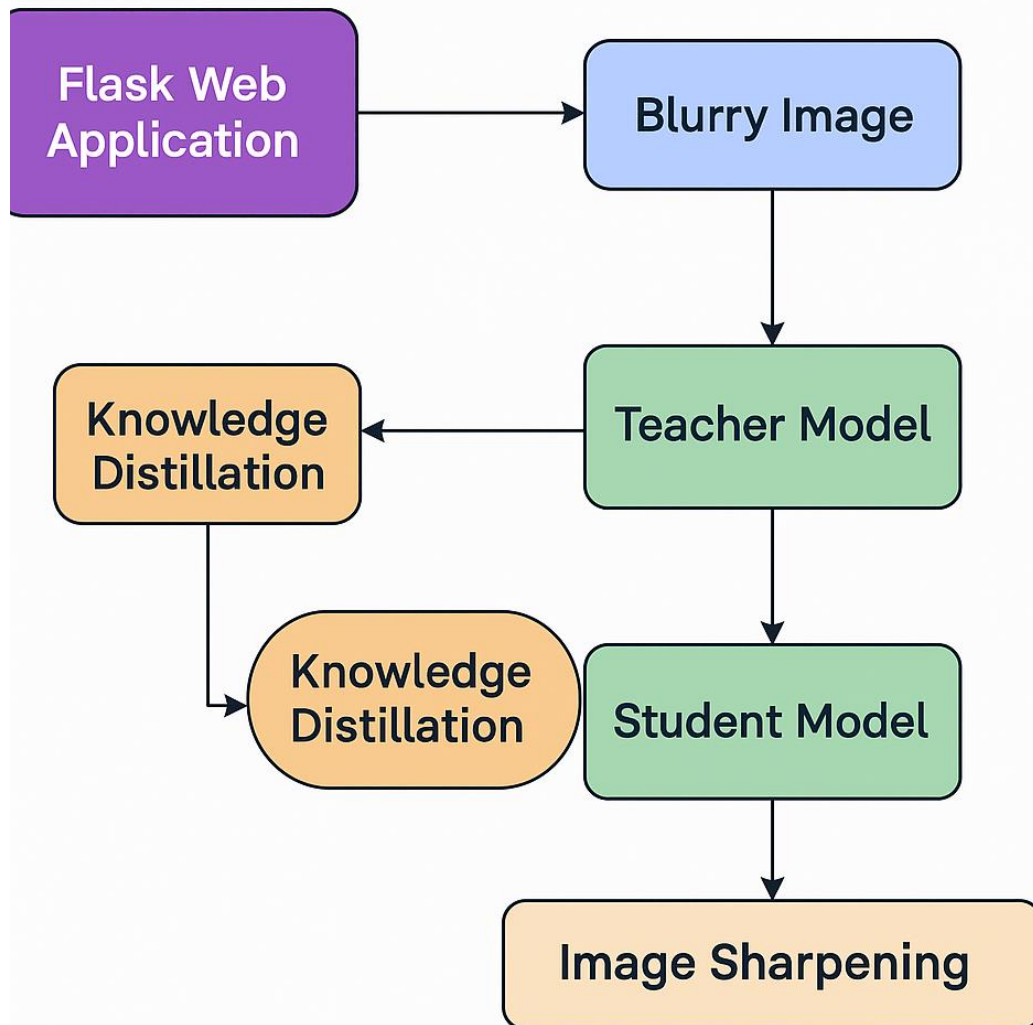 Flask Web
Application
Blurry Image
Knowledge
Distillation
Teacher Model
Knowledge
Distillation
Student Model
Image Sharpening